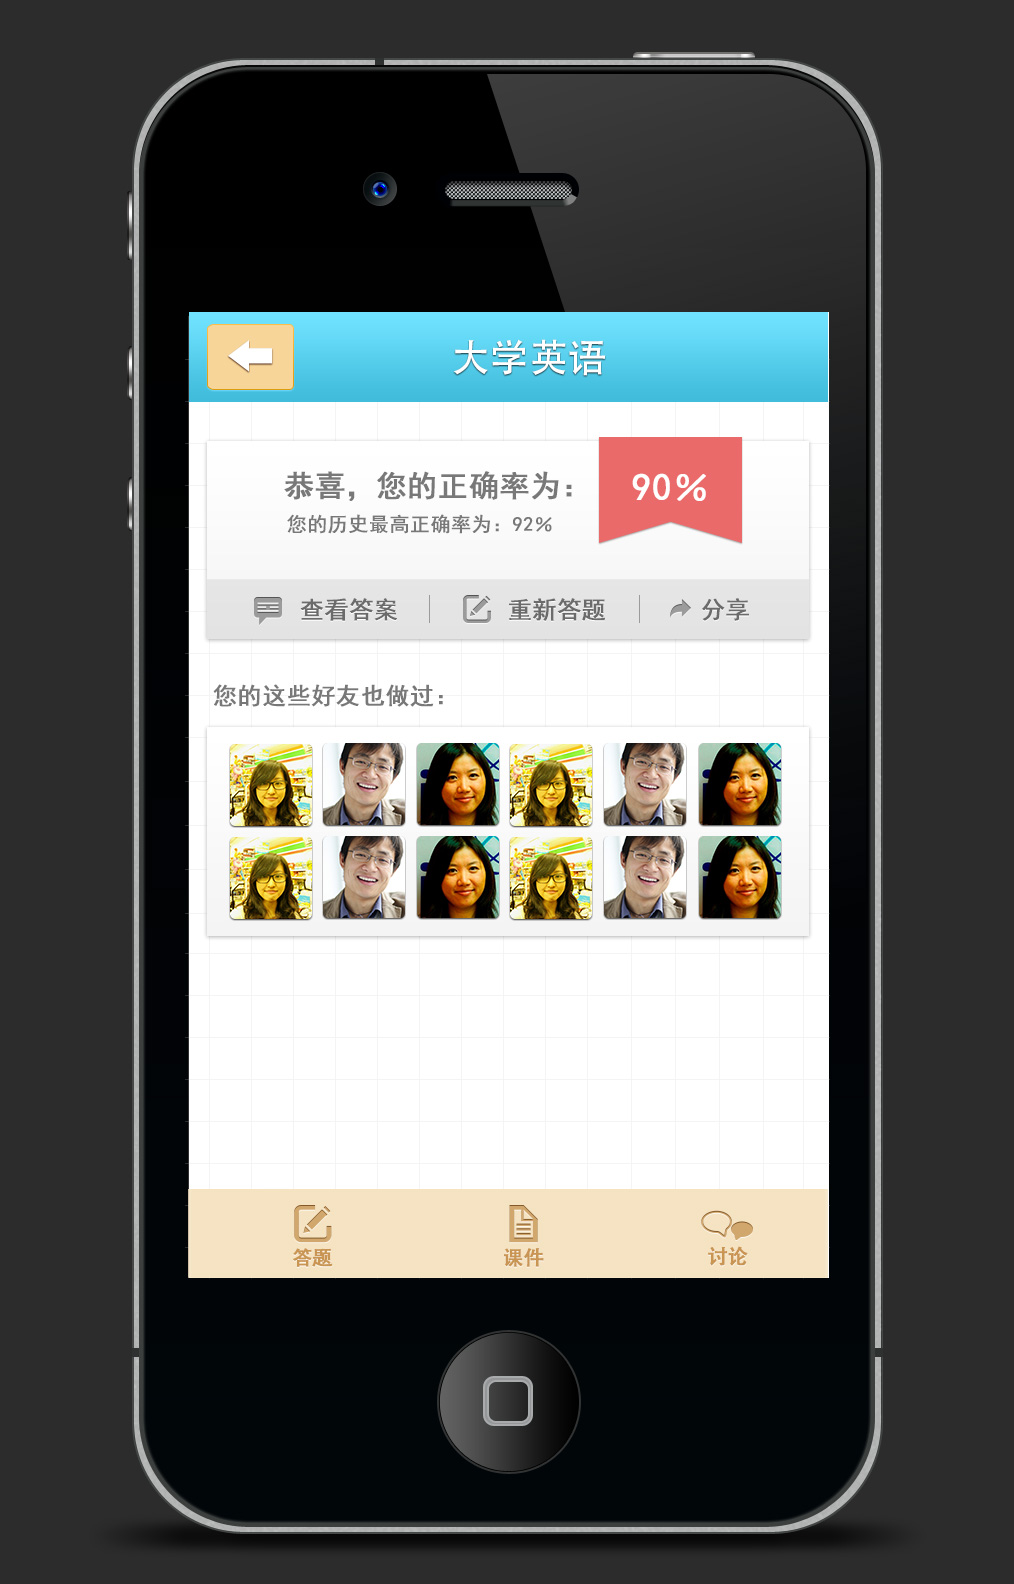 大学英语
恭喜，您的正确率为：
90%
您的历史最高正确率为：92%
查看答案
重新答题
分享
您的这些好友也做过：
答题
课件
讨论